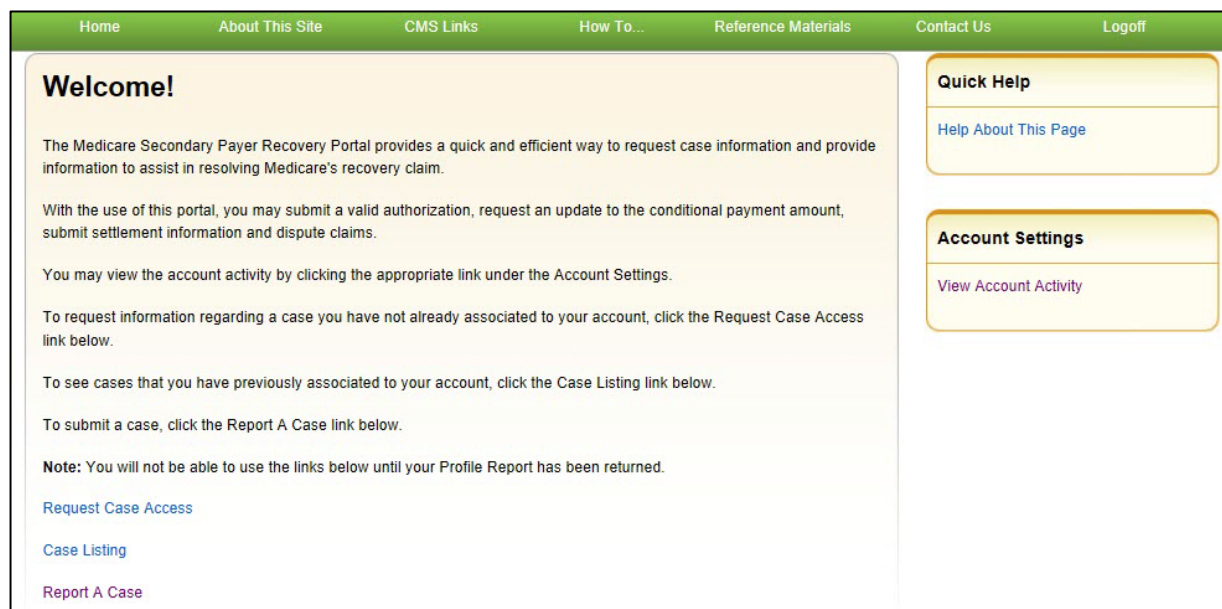 Home About This Site CMS Links How To... Reference Materials Contact Us Logoff
Welcome!
The Medicare Secondary Payer Recovery Portal provides a quick and efficient way to request case information and provide
information to assist in resolving Medicare's recovery claim.
With the use of this portal, you may submit a valid authorization, request an update to the conditional payment amount,
submit settlement information and dispute claims.
You may view the account activity by clicking the appropriate link under the Account Settings.
To request information regarding a case you have not already associated to your account, click the Request Case Access
link below.
To see cases that you have previously associated to your account, click the Case Listing link below.
To submit a case, click the Report A Case link below.
Note: You will not be able to use the links below until your Profile Report has been returned.
Request Case Access
Case Listing
Report A Case
Quick Help
Help About This Page
Account Settings
View Account Activity